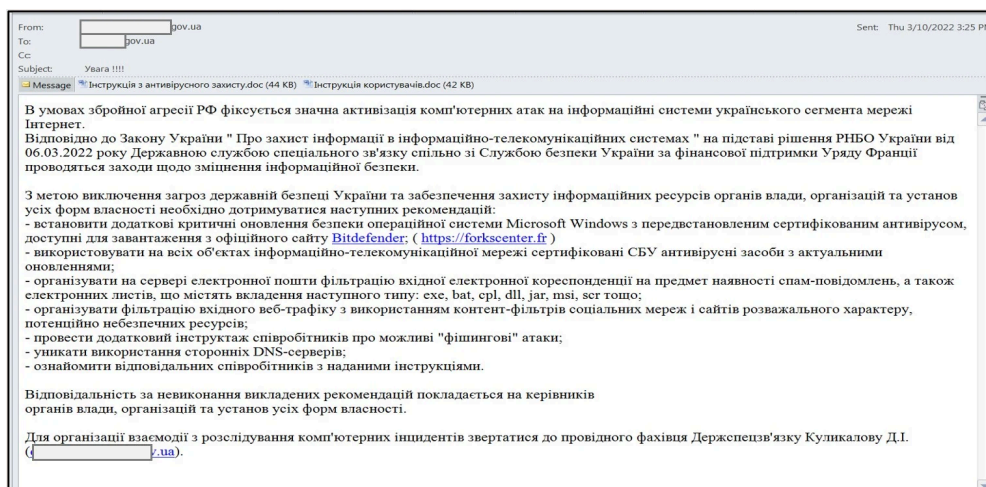 From: gov.ua Sent: Thu 3/10/2022 3:25 PM
To: gov.ua
Cc:
Subject: Увага !!!!
Message Інструкція з антивірусного захисту.doc (44 KB) Інструкція користувачів.doc (42 KB)
В умовах збройної агресії РФ фіксується значна активізація комп'ютерних атак на інформаційні системи українського сегмента мережі
Інтернет.
Відповідно до Закону України " Про захист інформації в інформаційно-телекомунікаційних системах " на підставі рішення РНБО України від
06.03.2022 року Державною службою спеціального зв'язку спільно зі Службою безпеки України за фінансової підтримки Уряду Франції
проводяться заходи щодо зміцнення інформаційної безпеки.
З метою виключення загроз державній безпеці України та забезпечення захисту інформаційних ресурсів органів влади, організацій та установ
усіх форм власності необхідно дотримуватися наступних рекомендацій:
- встановити додаткові критичні оновлення безпеки операційної системи Microsoft Windows з передвстановленим сертифікованим антивірусом,
доступні для завантаження з офіційного сайту Bitdefender; ( https://forkscenter.fr )
- використовувати на всіх об'єктах інформаційно-телекомунікаційної мережі сертифіковані СБУ антивірусні засоби з актуальними
оновленнями;
- організувати на сервері електронної пошти фільтрацію вхідної електронної кореспонденції на предмет наявності спам-повідомлень, а також
електронних листів, що містять вкладення наступного типу: exe, bat, cpl, dll, jar, msi, scr тощо;
- організувати фільтрацію вхідного веб-трафіку з використанням контент-фільтрів соціальних мереж і сайтів розважального характеру,
потенційно небезпечних ресурсів;
- провести додатковий інструктаж співробітників про можливі "фішингові" атаки;
- уникати використання сторонніх DNS-серверів;
- ознайомити відповідальних співробітників з наданими інструкціями.
Відповідальність за невиконання викладених рекомендацій покладається на керівників
органів влади, організацій та установ усіх форм власності.
Для організації взаємодії з розслідування комп'ютерних інцидентів звертатися до провідного фахівця Держспецзв'язку Куликалову Д.І.
( v.ua).